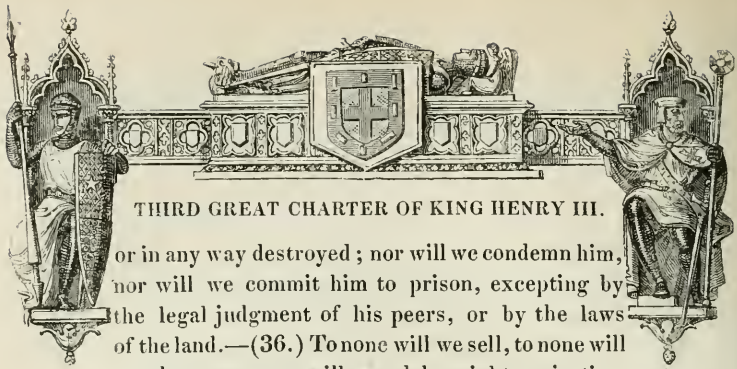 THIRD GREAT CHARTER OF KING HENRY III.
or in any way destroyed ; nor will we condemn him,
nor will we commit him to prison, excepting by
the legal judgment of his peers, or by the laws
of the land.—(36.) To none will we sell, to none will